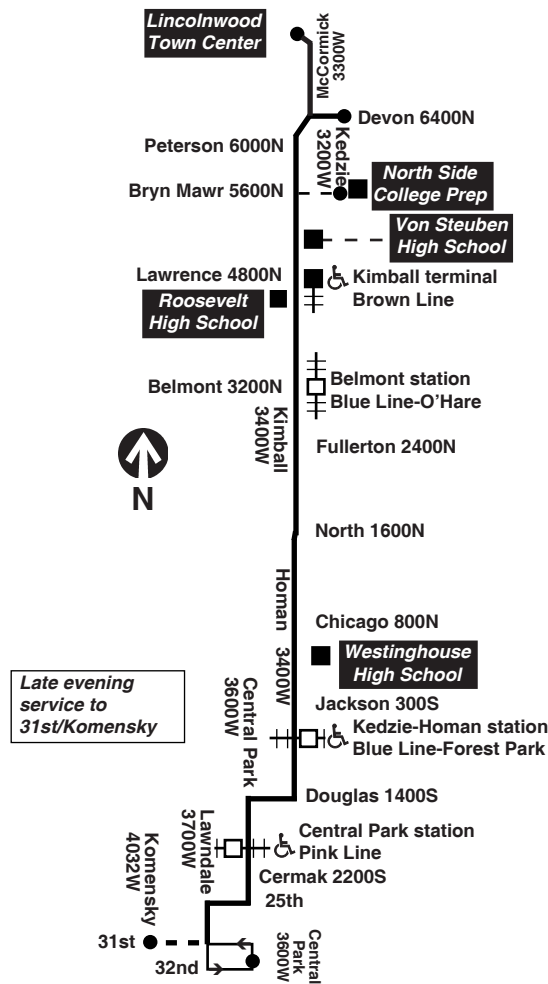 Lincolnwood
Town Center
McCormick
3300W
Devon 6400N
Peterson 6000N
Kedzie
3200W
Bryn Mawr 5600N
North Side
College Prep
Von Steuben
High School
Lawrence 4800N
Kimball terminal
Brown Line
Roosevelt
High School
Belmont 3200N
Belmont station
Blue Line-O'Hare
Kimball
3400W
Fullerton 2400N
N
North 1600N
Homan 3400W
Chicago 800N
Westinghouse
High School
Late evening
service to
31st/Komensky
Central Park
3600W
Jackson 300S
Kedzie-Homan station
Blue Line-Forest Park
Douglas 1400S
Lawndale
3700W
Komensky
4032W
Central Park station
Pink Line
Cermak 2200S
25th
31st
32nd
Central
Park
3600W